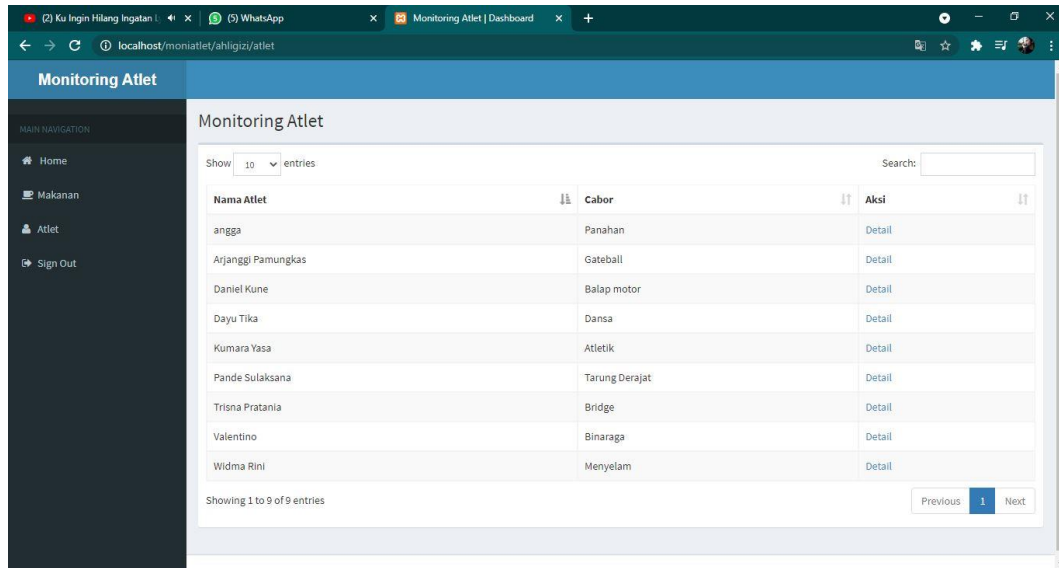 (2) Ku Ingin Hilang Ingatan
(5) WhatsApp
Monitoring Atlet | Dashboard
localhost/moniatlet/ahligizi/atlet
Monitoring Atlet
MAIN NAVIGATION
Home
Makanan
Atlet
Sign Out
Monitoring Atlet
Show 10 entries Search:
Nama Atlet Cabor Aksi
angga Panahan Detail
Arjanggi Pamungkas Gateball Detail
Daniel Kune Balap motor Detail
Dayu Tika Dansa Detail
Kumara Yasa Atletik Detail
Pande Sulaksana Tarung Derajat Detail
Trisna Pratania Bridge Detail
Valentino Binaraga Detail
Widma Rini Menyelam Detail
Showing 1 to 9 of 9 entries Previous 1 Next